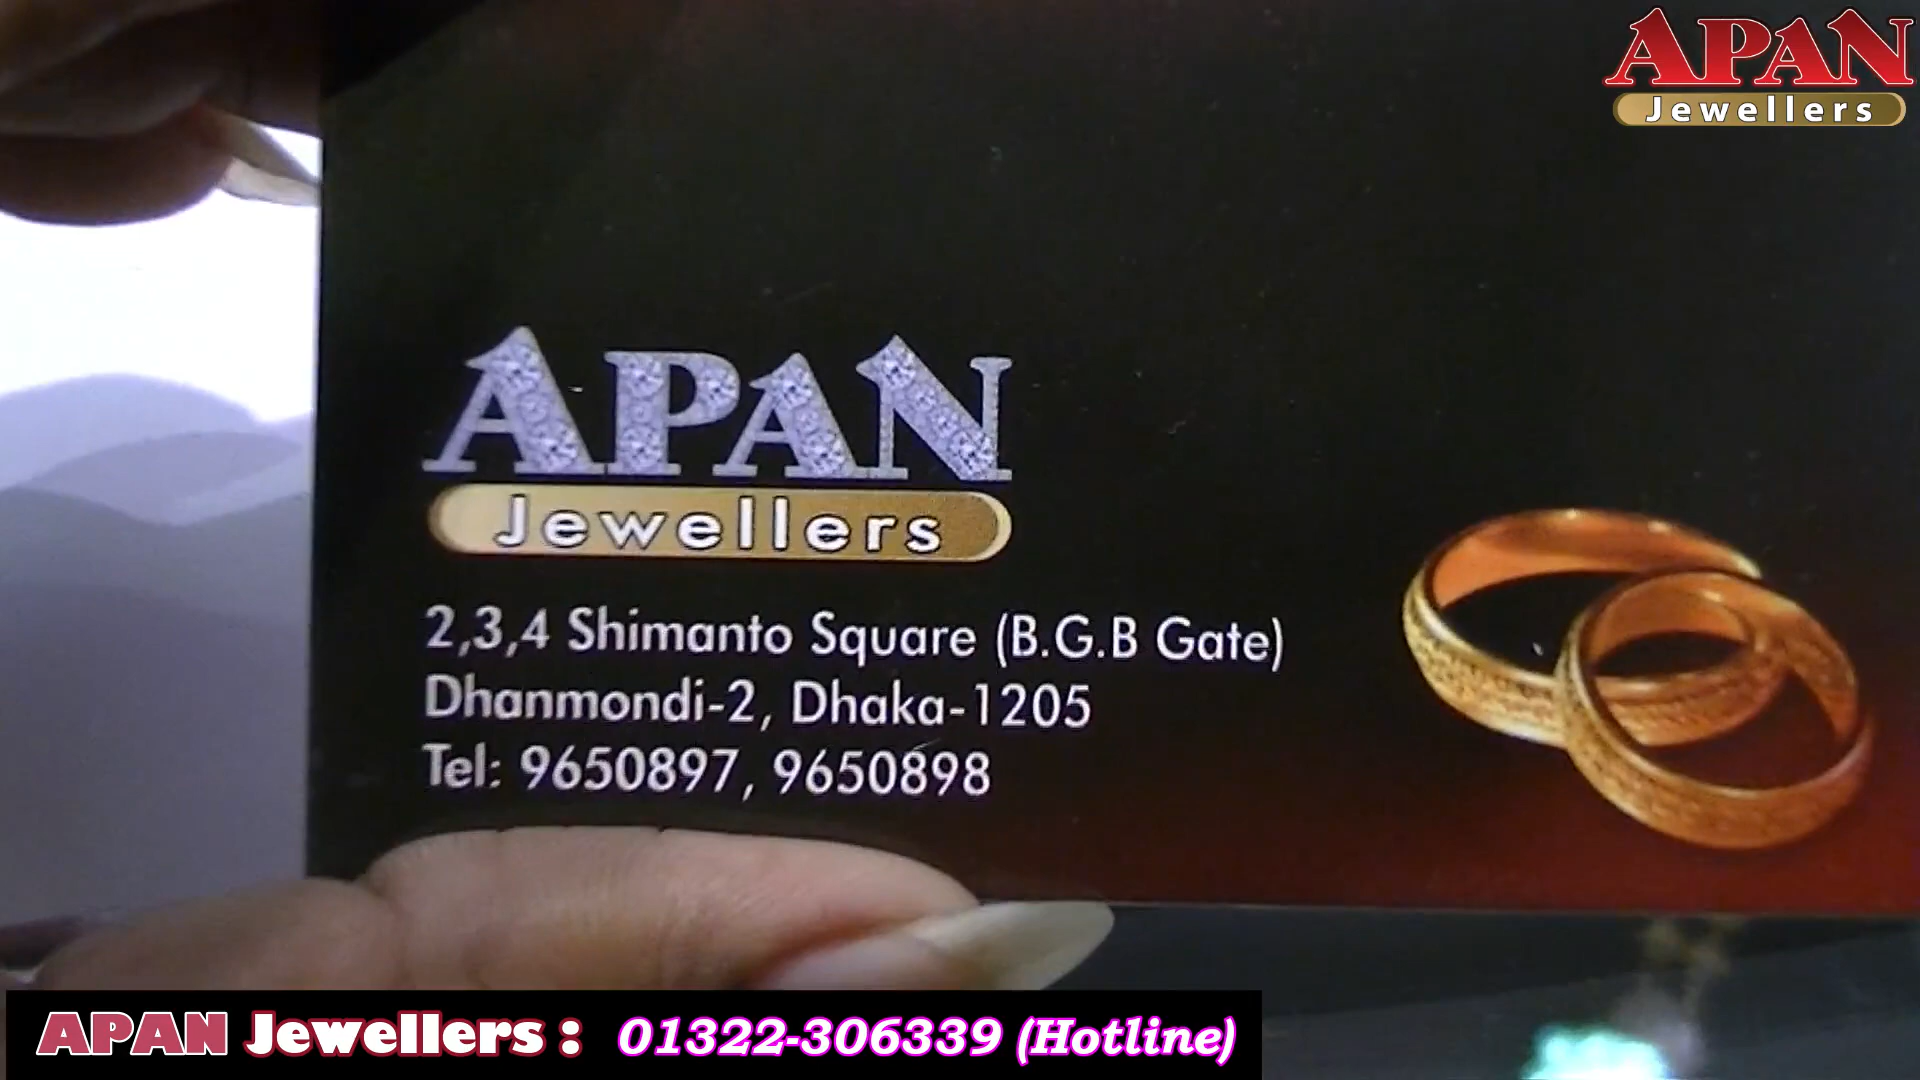 APAN
Jewellers
APAN
Jewellers
2,3,4 Shimanto Square (B.G.B Gate)
Dhanmondi-2, Dhaka-1205
Tel: 9650897, 9650898
APAN Jewellers : 01322-306339 (Hotline)